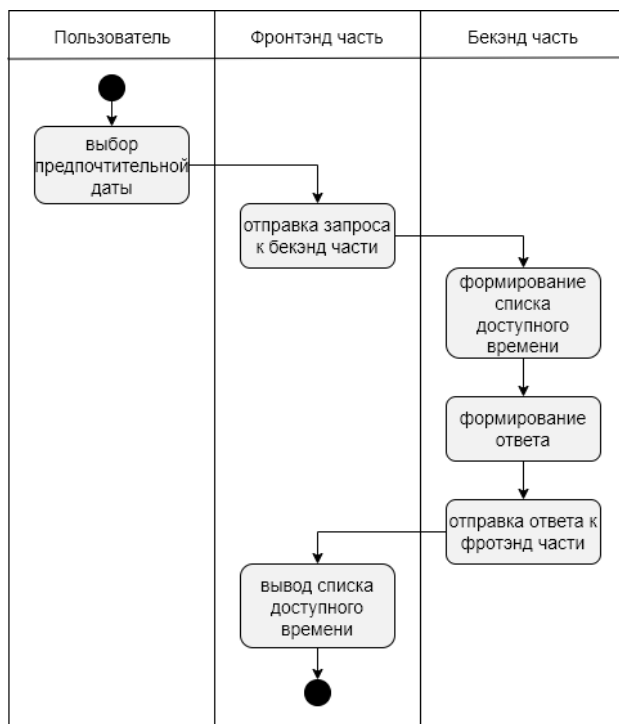 Пользователь
Фронтэнд часть
Бекэнд часть
выбор
предпочтительной
даты
отправка запроса
к бекэнд части
формирование
списка
доступного
времени
формирование
ответа
отправка ответа к
фротэнд части
вывод списка
доступного
времени